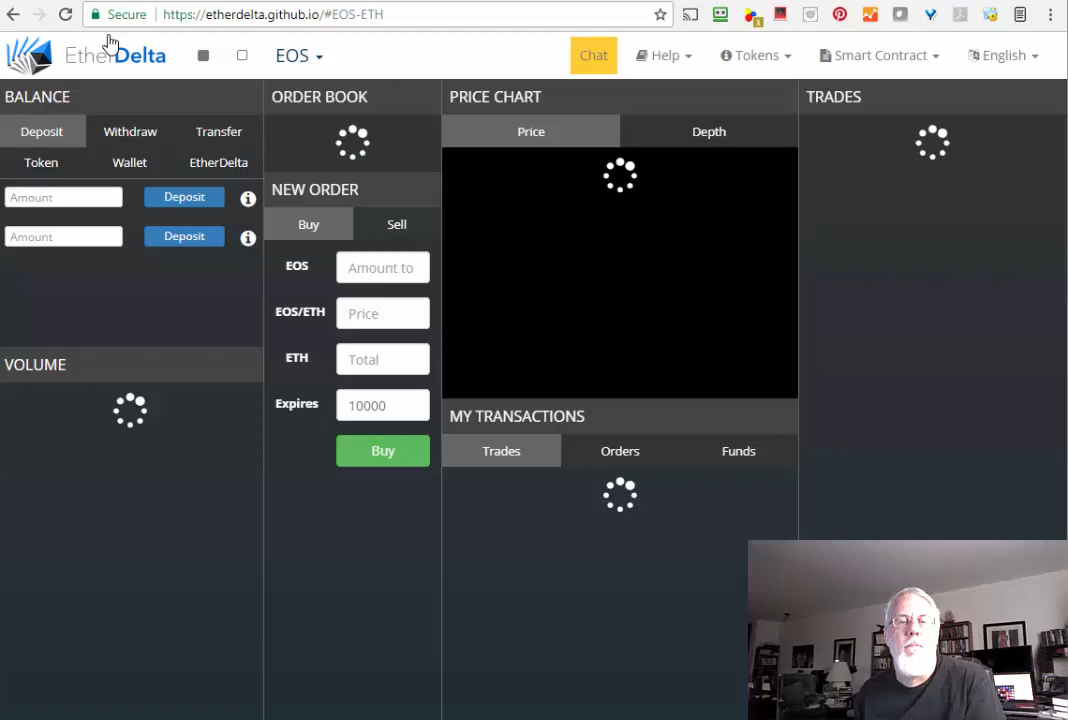 Secure https://etherdelta.github.io/#EOS-ETH
EtherDelta EOS Chat Help Tokens Smart Contract English
BALANCE
Deposit Withdraw Transfer
Token Wallet EtherDelta
Amount Deposit
Amount Deposit
VOLUME
ORDER BOOK
NEW ORDER
Buy Sell
EOS Amount to
EOS/ETH Price
ETH Total
Expires 10000
Buy
PRICE CHART
Price Depth
MY TRANSACTIONS
Trades Orders Funds
TRADES